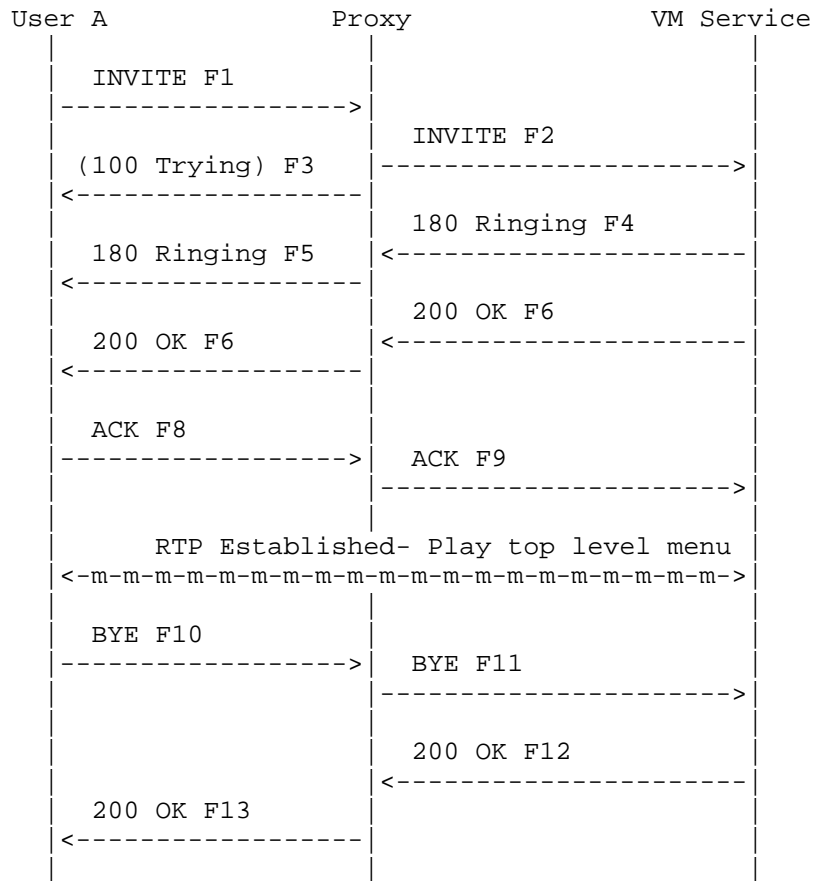 User A Proxy VM Service
INVITE F1
INVITE F2
(100 Trying) F3
180 Ringing F4
180 Ringing F5
200 OK F6
200 OK F6
ACK F8
ACK F9
RTP Established- Play top level menu
<-m-m-m-m-m-m-m-m-m-m-m-m-m-m-m-m-m-m-m-m-m->
BYE F10
BYE F11
200 OK F12
200 OK F13